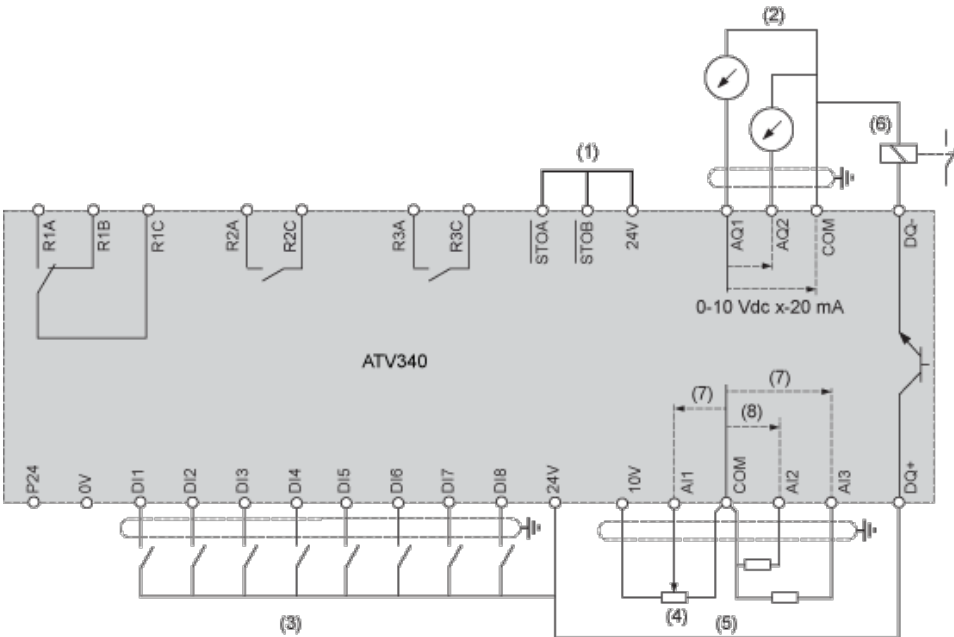 (2)
(6)
(1)
R1A
R1B
R1C
R2A
R2C
R3A
R3C
STOA
STOB
24V
AQ1
AQ2
COM
DQ-
0-10 Vdc x-20 mA
ATV340
(7)
(7)
(8)
P24
0V
DI1
DI2
DI3
DI4
DI5
DI6
DI7
DI8
24V
10V
AI1
COM
AI2
AI3
DQ+
(3)
(4)
(5)